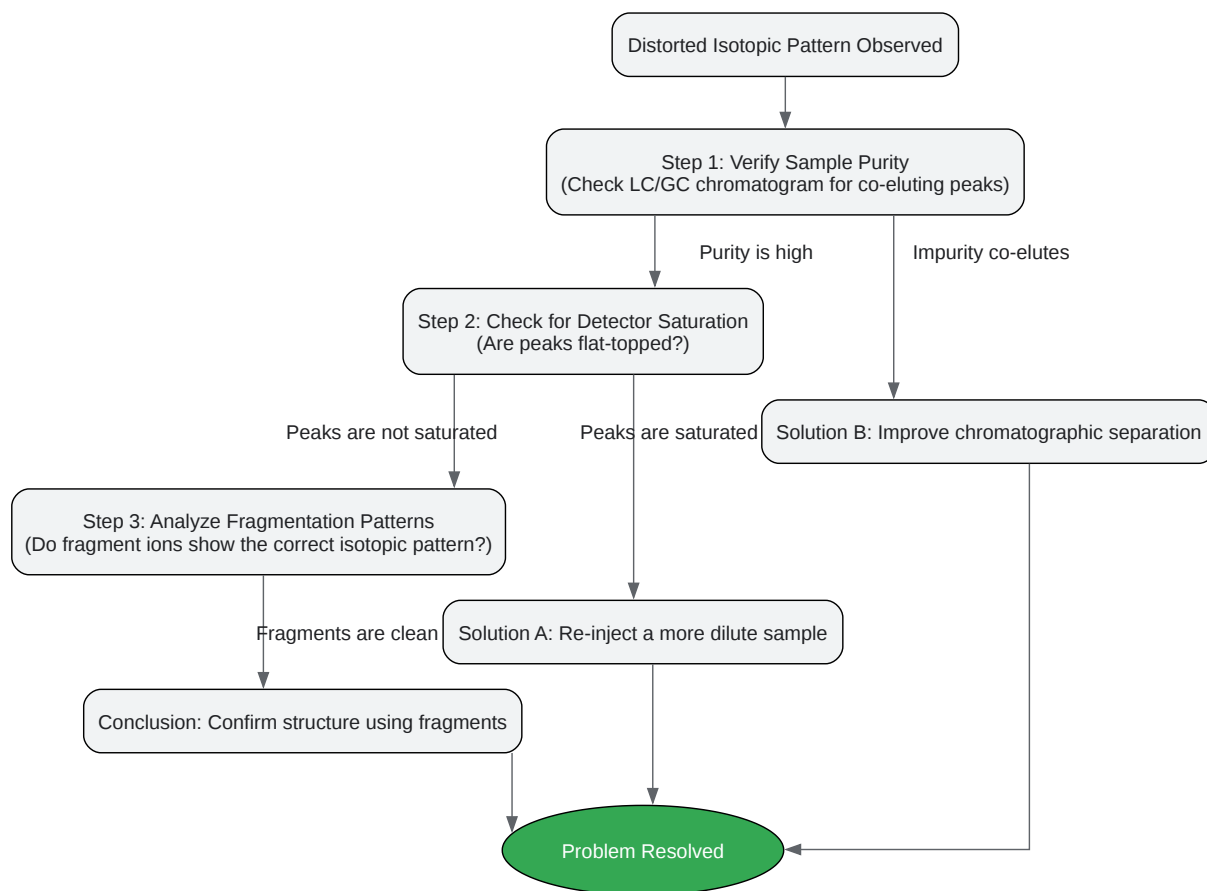 Distorted Isotopic Pattern Observed
Step 1: Verify Sample Purity
(Check LC/GC chromatogram for co-eluting peaks)
Purity is high
Impurity co-elutes
Step 2: Check for Detector Saturation
(Are peaks flat-topped?)
Peaks are not saturated
Peaks are saturated
Solution B: Improve chromatographic separation
Step 3: Analyze Fragmentation Patterns
(Do fragment ions show the correct isotopic pattern?)
Fragments are clean
Solution A: Re-inject a more dilute sample
Conclusion: Confirm structure using fragments
Problem Resolved